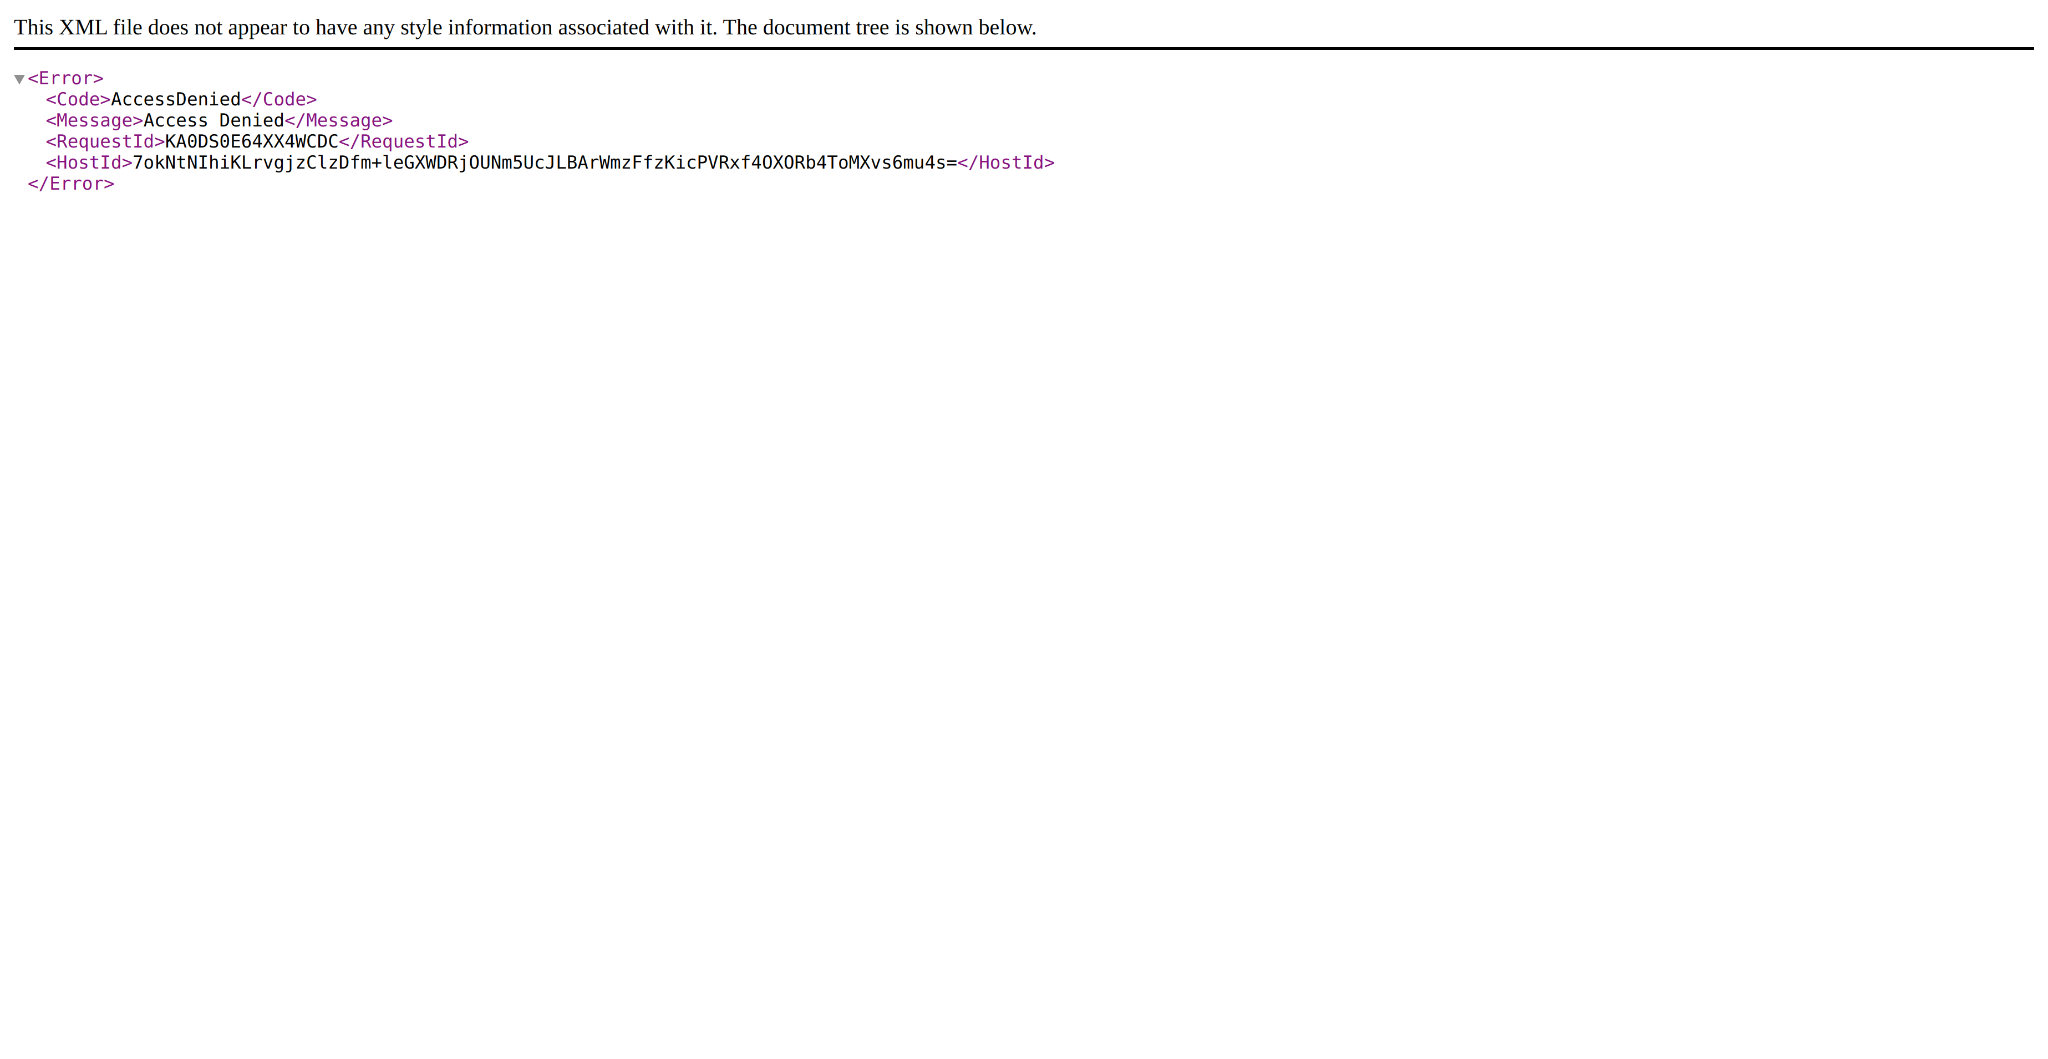 This XML file does not appear to have any style information associated with it. The document tree is shown below.
▼<Error>
<Code>AccessDenied</Code>
<Message>Access Denied</Message>
<RequestId>KA0DS0E64XX4WCDC</RequestId>
<HostId>7okNtNIhiKLrvgjzClzDfm+leGXWDRjOUNm5UcJLBArWmzFfzKicPVRxf4OXORb4ToMXvs6mu4s=</HostId>
</Error>